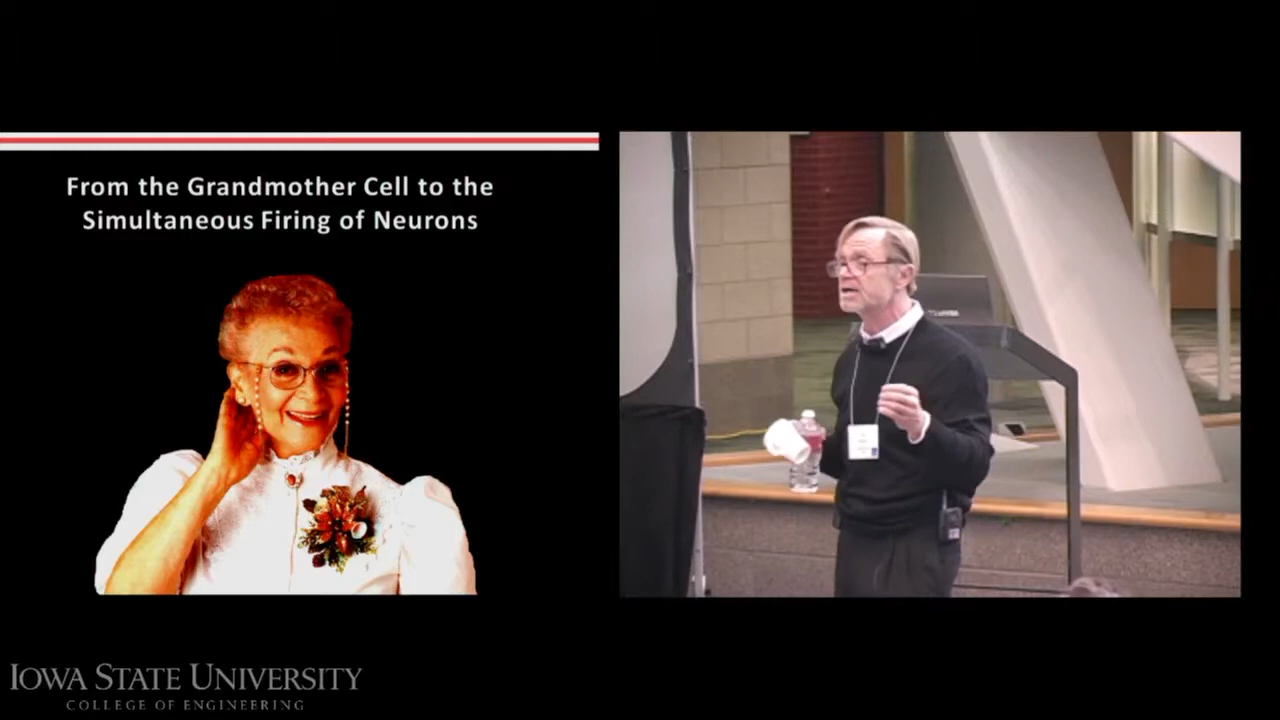 From the Grandmother Cell to the
Simultaneous Firing of Neurons
IOWA STATE UNIVERSITY
COLLEGE OF ENGINEERING